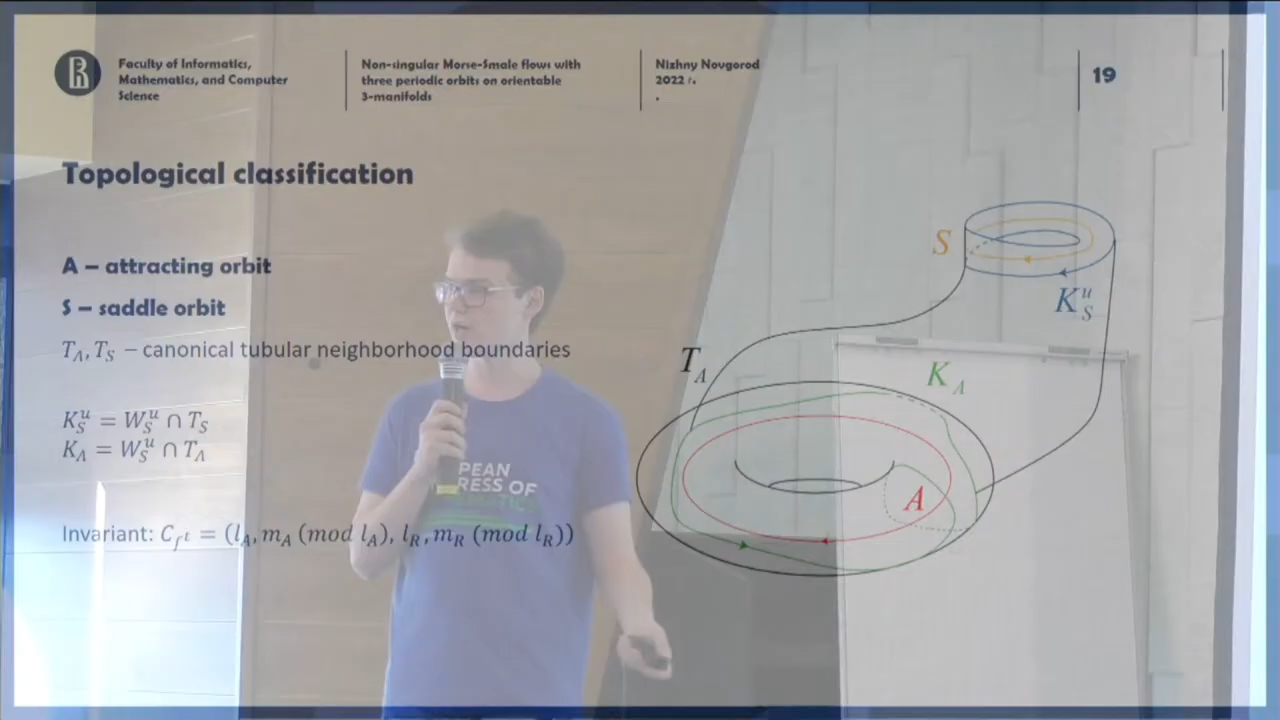 Faculty of Informatics,
Mathematics, and Computer
Science
Non-singular Morse-Smale flows with
three periodic orbits on orientable
3-manifolds
Nizhny Novgorod
2022 г.
.
19
Topological classification
A – attracting orbit
S – saddle orbit
T_A, T_S – canonical tubular neighborhood boundaries
K_S^u = W_S^u ∩ T_S
K_A = W_S^u ∩ T_A
Invariant: C_{f^t} = (l_A, m_A (mod l_A), l_R, m_R (mod l_R))
S
K_S^u
T_A
K_A
A
PEAN
RESS OF